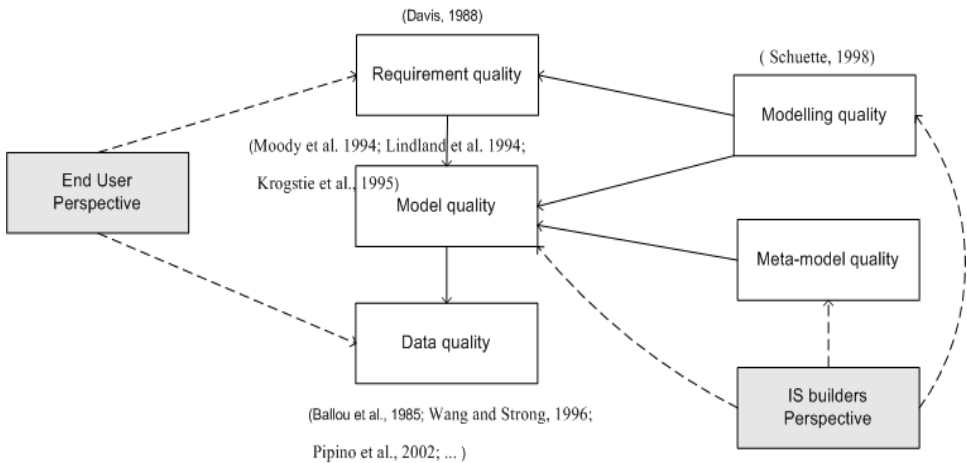 (Davis, 1988)
Requirement quality
( Schuette, 1998)
Modelling quality
(Moody et al. 1994; Lindland et al. 1994;
Krogstie et al., 1995)
End User
Perspective
Model quality
Meta-model quality
Data quality
IS builders
Perspective
(Ballou et al., 1985; Wang and Strong, 1996;
Pipino et al., 2002; ... )